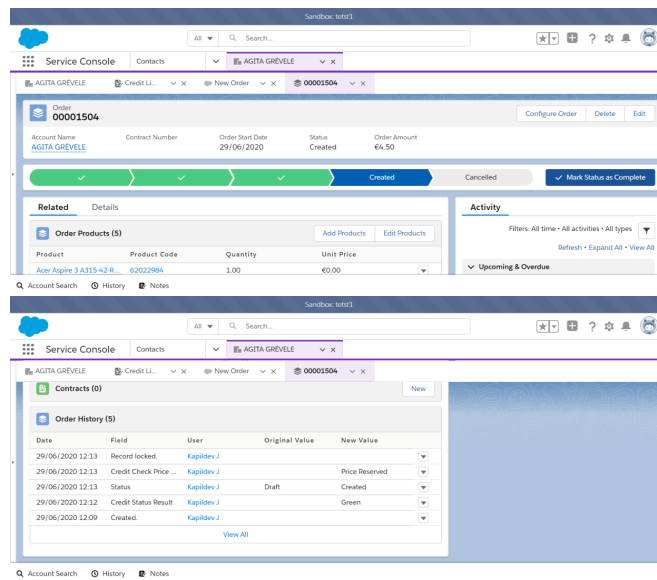 Sandbox: tetst1
All Search...
Service Console Contacts AGITA GRĒVELE
AGITA GRĒVELE Credit Li... New Order 00001504
Order
00001504
Configure Order Delete Edit
Account Name Contract Number Order Start Date Status Order Amount
AGITA GRĒVELE 29/06/2020 Created €4.50
Created Cancelled Mark Status as Complete
Related Details
Order Products (5) Add Products Edit Products
Product Product Code Quantity Unit Price
Acer Aspire 3 A315-42-R... 62022984 1.00 €0.00
Activity
Filters: All time • All activities • All types
Refresh • Expand All • View All
Upcoming & Overdue
Account Search History Notes
Sandbox: tetst1
All Search...
Service Console Contacts AGITA GRĒVELE
AGITA GRĒVELE Credit Li... New Order 00001504
Contracts (0) New
Order History (5)
Date Field User Original Value New Value
29/06/2020 12:13 Record locked. Kapildev J
29/06/2020 12:13 Credit Check Price ... Kapildev J Price Reserved
29/06/2020 12:13 Status Kapildev J Draft Created
29/06/2020 12:12 Credit Status Result Kapildev J Green
29/06/2020 12:09 Created. Kapildev J
View All
Account Search History Notes